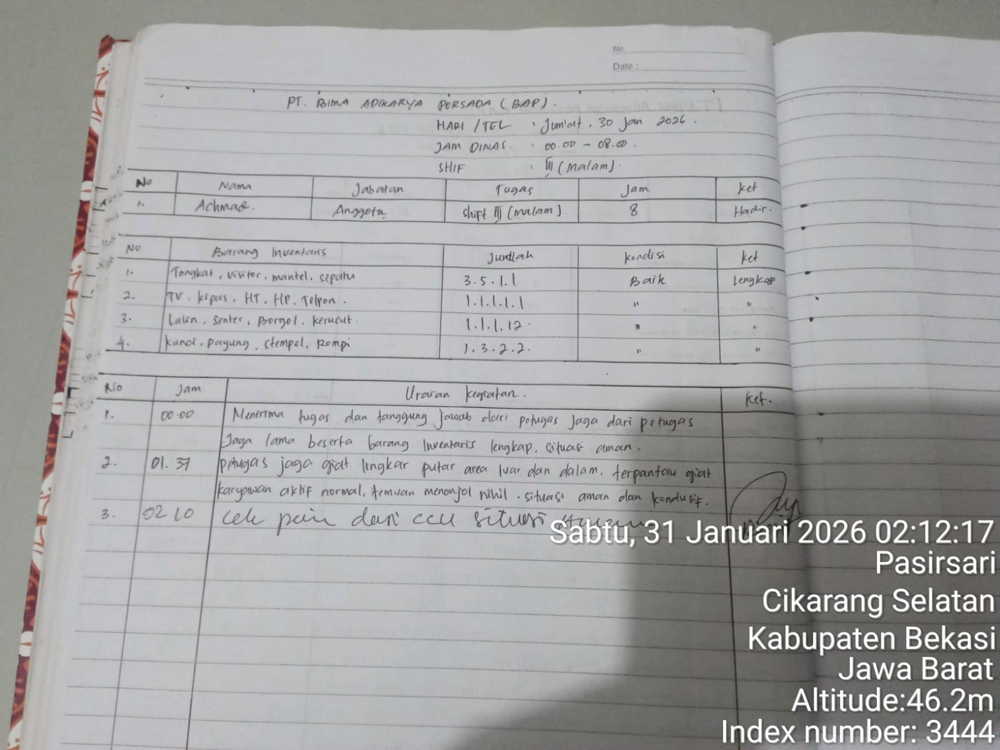 No.
Date :
PT. BIMA ADIKARYA PERSADA (BAP).
HARI / TGL : Jum'at . 30 Jan 2026 .
JAM DINAS : 00.00 - 08.00 .
SHIF : III (Malam).
No Nama Jabatan Tugas Jam Ket
1. Achmad. Anggota shift III (malam). 8 Hadir.
No Barang Inventaris Jumlah Kondisi Ket
1. Tongkat, visitor, mantel, sepatu 3.5.1.1 Baik Lengkap
2. TV. kipas. HT. HP. Telpon. 1.1.1.1.1 " "
3. Lalin. Senter, Borgol. kerucut. 1.1.1.12. " "
4. kunci. payung. stempel, Rompi 1.3.2.2. " "
No Jam Uraian kegiatan. ket.
1. 00.00 Menerima tugas dan tanggung jawab dari petugas jaga dari petugas
Jaga lama beserta barang Inventaris lengkap, situasi aman.
2. 01.37 petugas jaga giat lingkar putar area luar dan dalam, terpantau giat
karyawan aktif normal, temuan menonjol nihil. situasi aman dan kondusif.
3. 02 10 cek dari situasi
Sabtu, 31 Januari 2026 02:12:17
Pasirsari
Cikarang Selatan
Kabupaten Bekasi
Jawa Barat
Altitude:46.2m
Index number: 3444